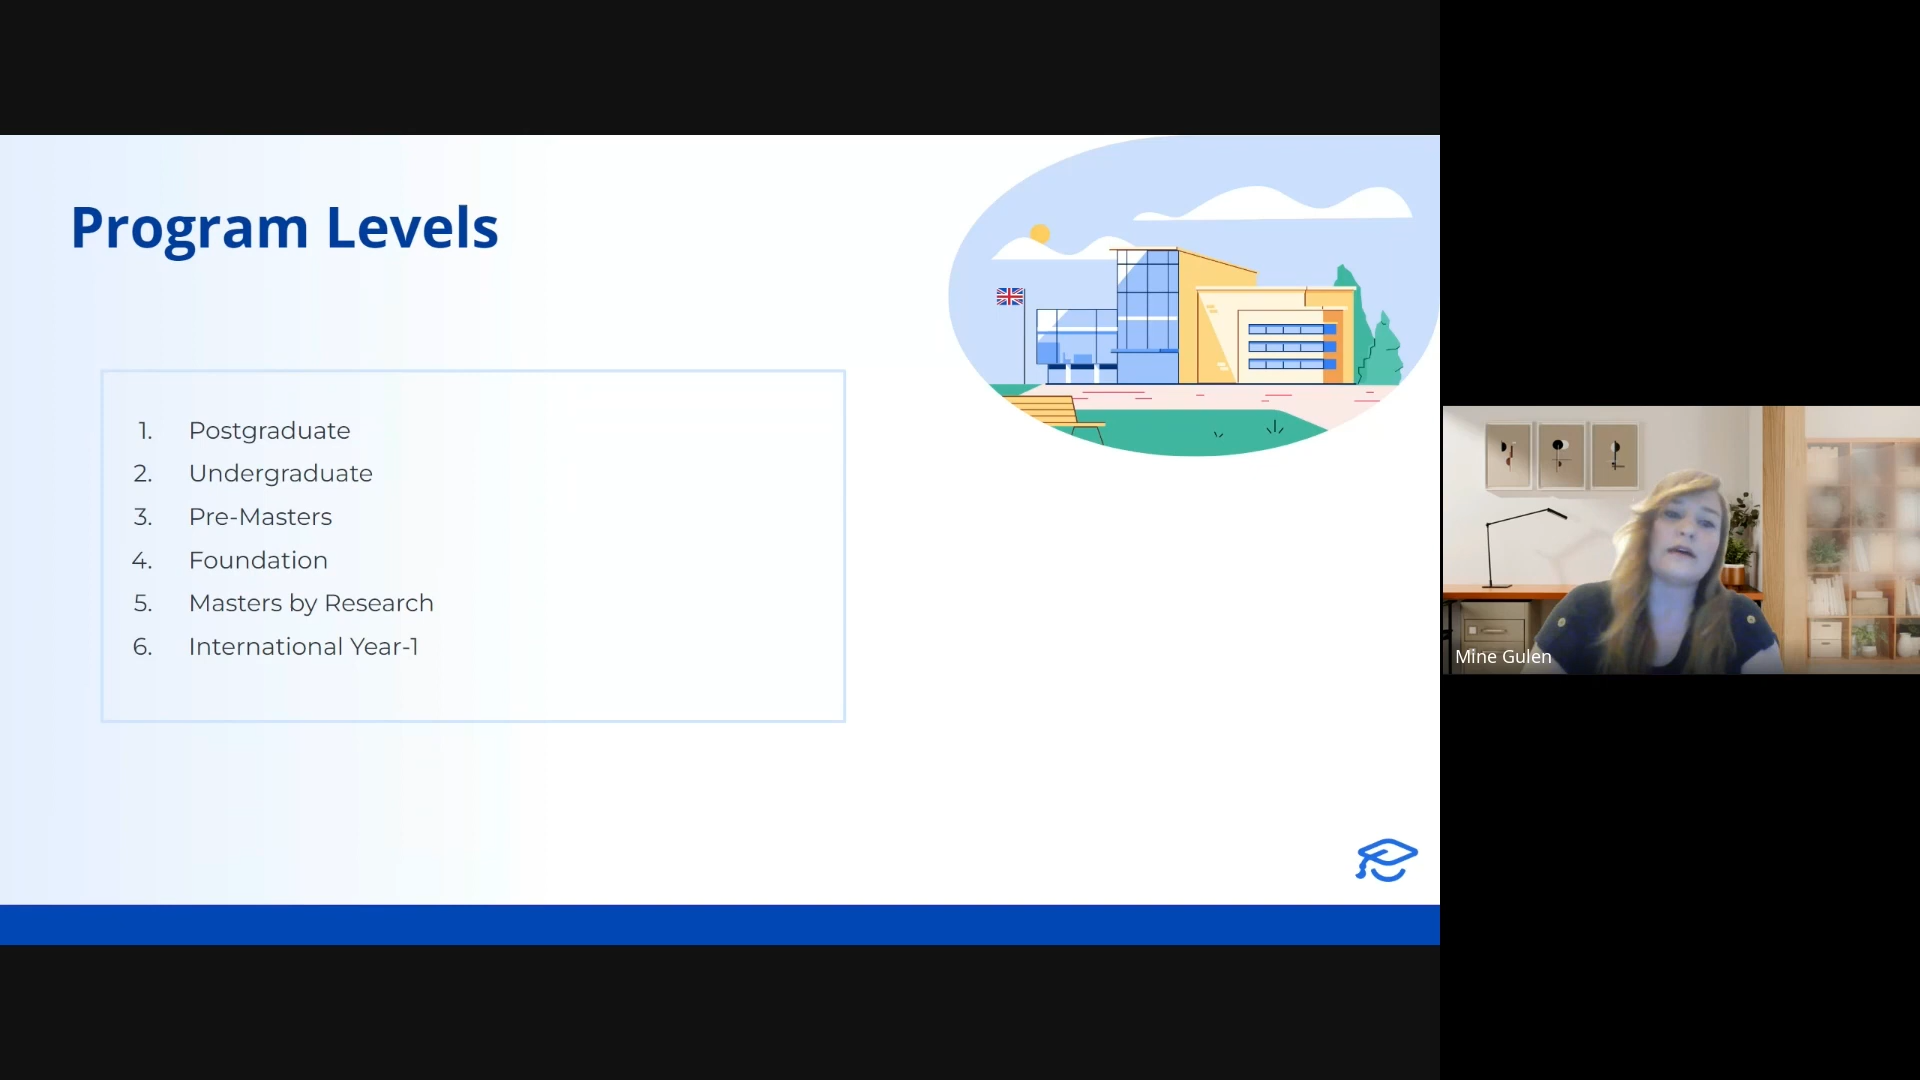 Program Levels
1. Postgraduate
2. Undergraduate
3. Pre-Masters
4. Foundation
5. Masters by Research
6. International Year-1
Mine Gulen